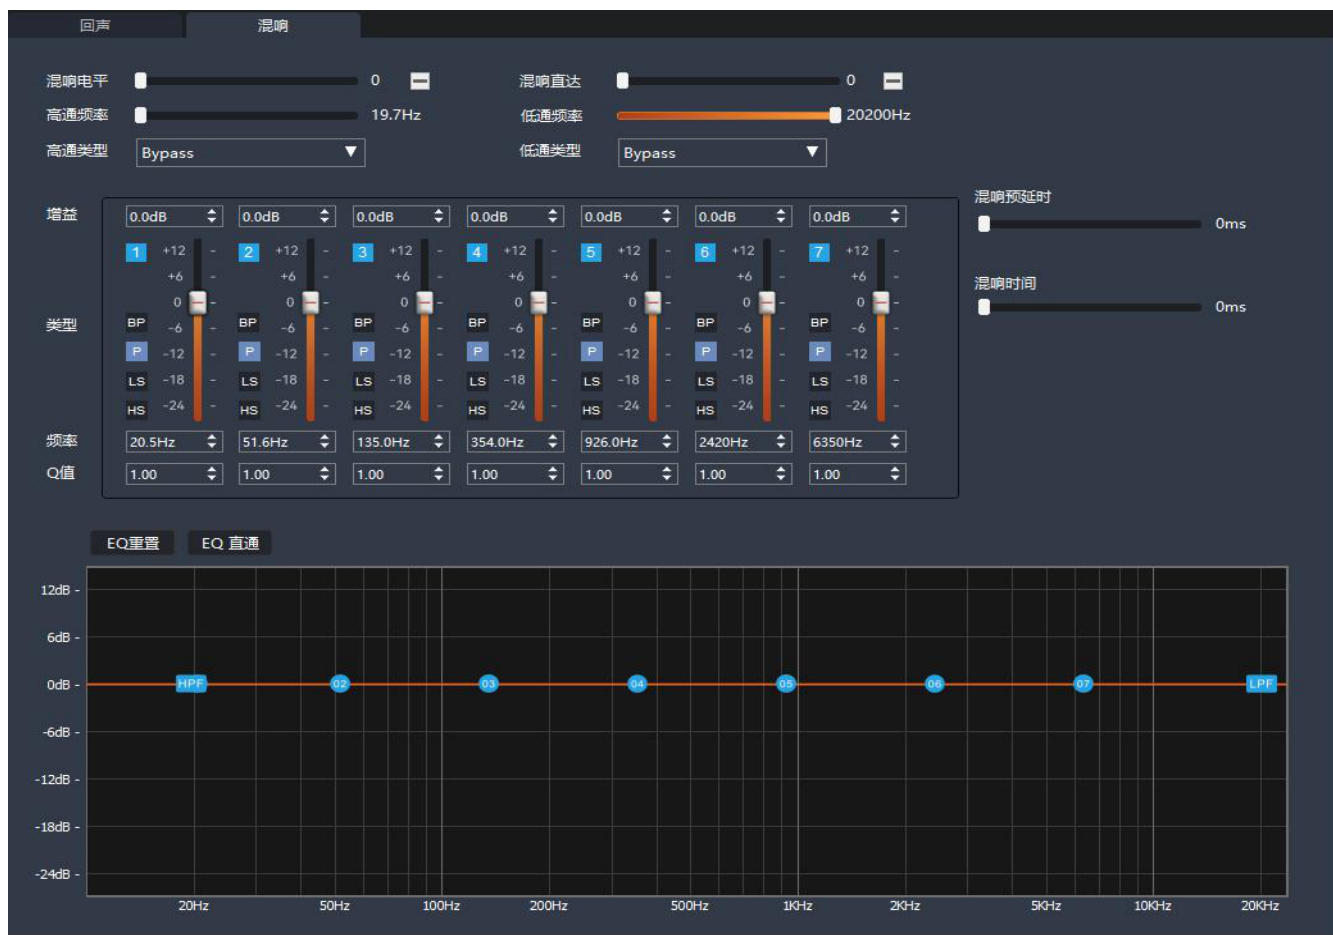 回声 混响
混响电平 0 混响直达 0
高通频率 19.7Hz 低通频率 20200Hz
高通类型 Bypass 低通类型 Bypass
混响预延时
0ms
混响时间
0ms
增益 0.0dB 0.0dB 0.0dB 0.0dB 0.0dB 0.0dB 0.0dB
1 +12 2 +12 3 +12 4 +12 5 +12 6 +12 7 +12
+6 +6 +6 +6 +6 +6 +6
0 0 0 0 0 0 0
类型 BP -6 BP -6 BP -6 BP -6 BP -6 BP -6 BP -6
P -12 P -12 P -12 P -12 P -12 P -12 P -12
LS -18 LS -18 LS -18 LS -18 LS -18 LS -18 LS -18
HS -24 HS -24 HS -24 HS -24 HS -24 HS -24 HS -24
频率 20.5Hz 51.6Hz 135.0Hz 354.0Hz 926.0Hz 2420Hz 6350Hz
Q值 1.00 1.00 1.00 1.00 1.00 1.00 1.00
EQ重置 EQ 直通
12dB -
6dB -
0dB - HPF 02 03 04 05 06 07 LPF
-6dB -
-12dB -
-18dB -
-24dB -
20Hz 50Hz 100Hz 200Hz 500Hz 1KHz 2KHz 5KHz 10KHz 20KHz